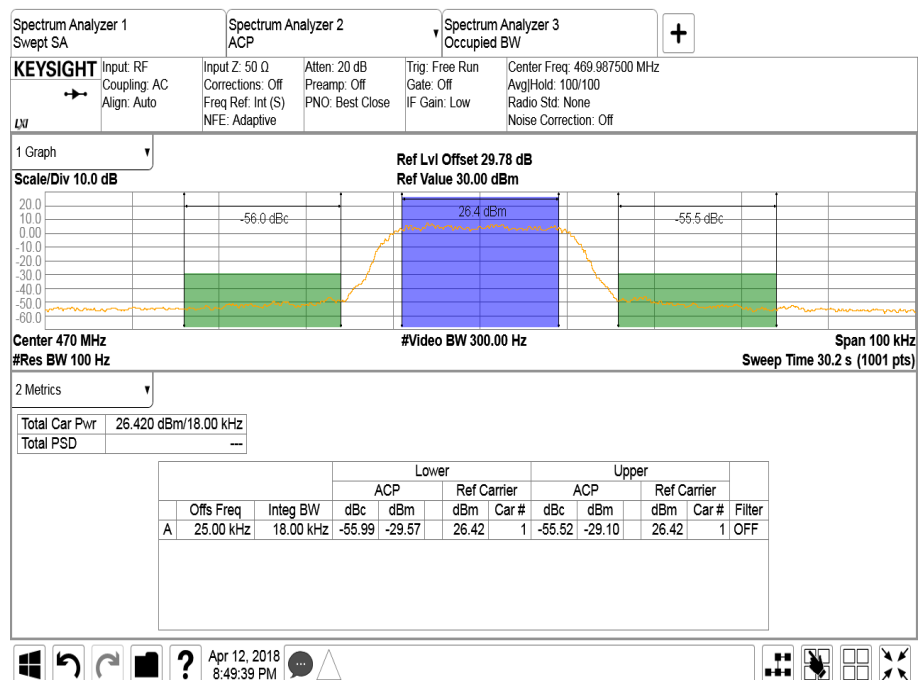 Spectrum Analyzer 1
Swept SA
Spectrum Analyzer 2
ACP
Spectrum Analyzer 3
Occupied BW
KEYSIGHT
LXI
Input: RF
Coupling: AC
Align: Auto
Input Z: 50 Ω
Corrections: Off
Freq Ref: Int (S)
NFE: Adaptive
Atten: 20 dB
Preamp: Off
PNO: Best Close
Trig: Free Run
Gate: Off
IF Gain: Low
Center Freq: 469.987500 MHz
Avg|Hold: 100/100
Radio Std: None
Noise Correction: Off
1 Graph
Scale/Div 10.0 dB
Ref Lvl Offset 29.78 dB
Ref Value 30.00 dBm
20.0
10.0
0.00
-10.0
-20.0
-30.0
-40.0
-50.0
-60.0
-56.0 dBc
26.4 dBm
-55.5 dBc
Center 470 MHz
#Video BW 300.00 Hz
Span 100 kHz
#Res BW 100 Hz
Sweep Time 30.2 s (1001 pts)
2 Metrics
Total Car Pwr 26.420 dBm/18.00 kHz
Total PSD ---
Lower Upper
ACP Ref Carrier ACP Ref Carrier
Offs Freq Integ BW dBc dBm dBm Car # dBc dBm dBm Car # Filter
A 25.00 kHz 18.00 kHz -55.99 -29.57 26.42 1 -55.52 -29.10 26.42 1 OFF
?
Apr 12, 2018
8:49:39 PM